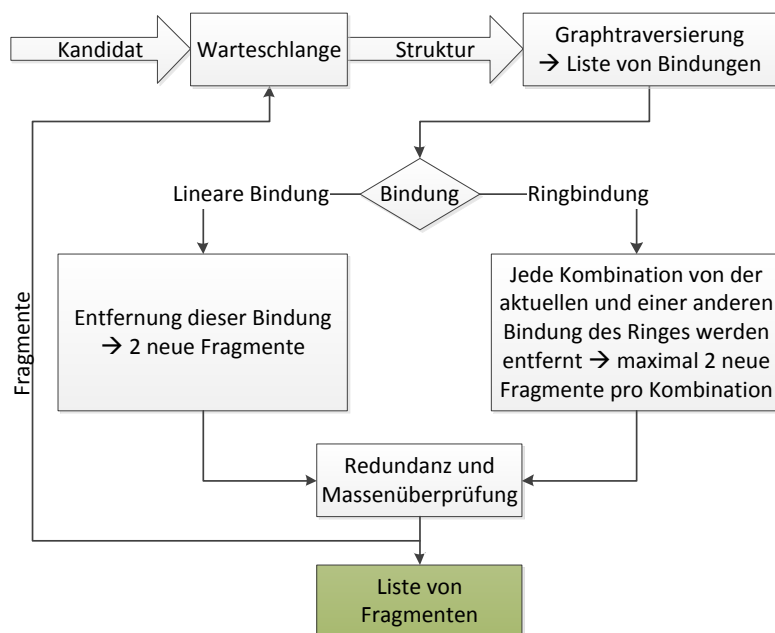 Kandidat
Warteschlange
Struktur
Graphtraversierung
→ Liste von Bindungen
Lineare Bindung
Bindung
Ringbindung
Entfernung dieser Bindung
→ 2 neue Fragmente
Jede Kombination von der
aktuellen und einer anderen
Bindung des Ringes werden
entfernt → maximal 2 neue
Fragmente pro Kombination
Fragmente
Redundanz und
Massenüberprüfung
Liste von
Fragmenten